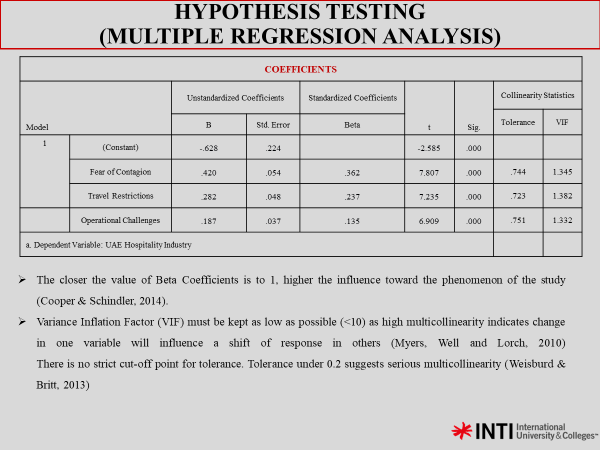 HYPOTHESIS TESTING
(MULTIPLE REGRESSION ANALYSIS)
COEFFICIENTS
Model Unstandardized Coefficients Standardized Coefficients t Sig. Collinearity Statistics
B Std. Error Beta Tolerance VIF
1 (Constant) -.628 .224 -2.585 .000
Fear of Contagion .420 .054 .362 7.807 .000 .744 1.345
Travel Restrictions .282 .048 .237 7.235 .000 .723 1.382
Operational Challenges .187 .037 .135 6.909 .000 .751 1.332
a. Dependent Variable: UAE Hospitality Industry
➢ The closer the value of Beta Coefficients is to 1, higher the influence toward the phenomenon of the study
(Cooper & Schindler, 2014).
➢ Variance Inflation Factor (VIF) must be kept as low as possible (<10) as high multicollinearity indicates change
in one variable will influence a shift of response in others (Myers, Well and Lorch, 2010)
There is no strict cut-off point for tolerance. Tolerance under 0.2 suggests serious multicollinearity (Weisburd &
Britt, 2013)
INTI International
University & Colleges™